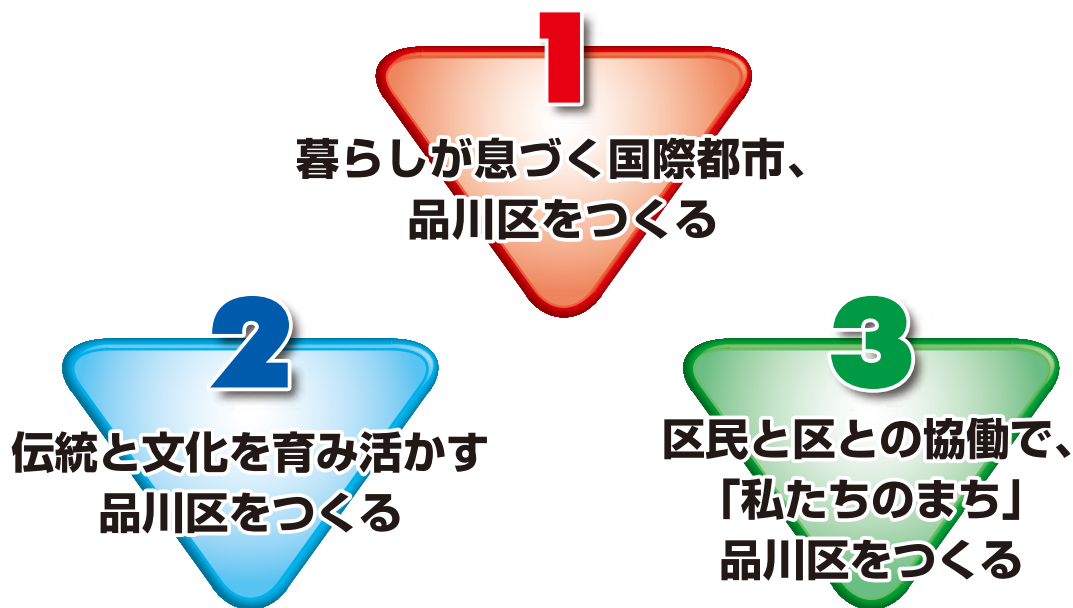 1
暮らしが息づく国際都市、
品川区をつくる
2
伝統と文化を育み活かす
品川区をつくる
3
区民と区との協働で、
「私たちのまち」
品川区をつくる